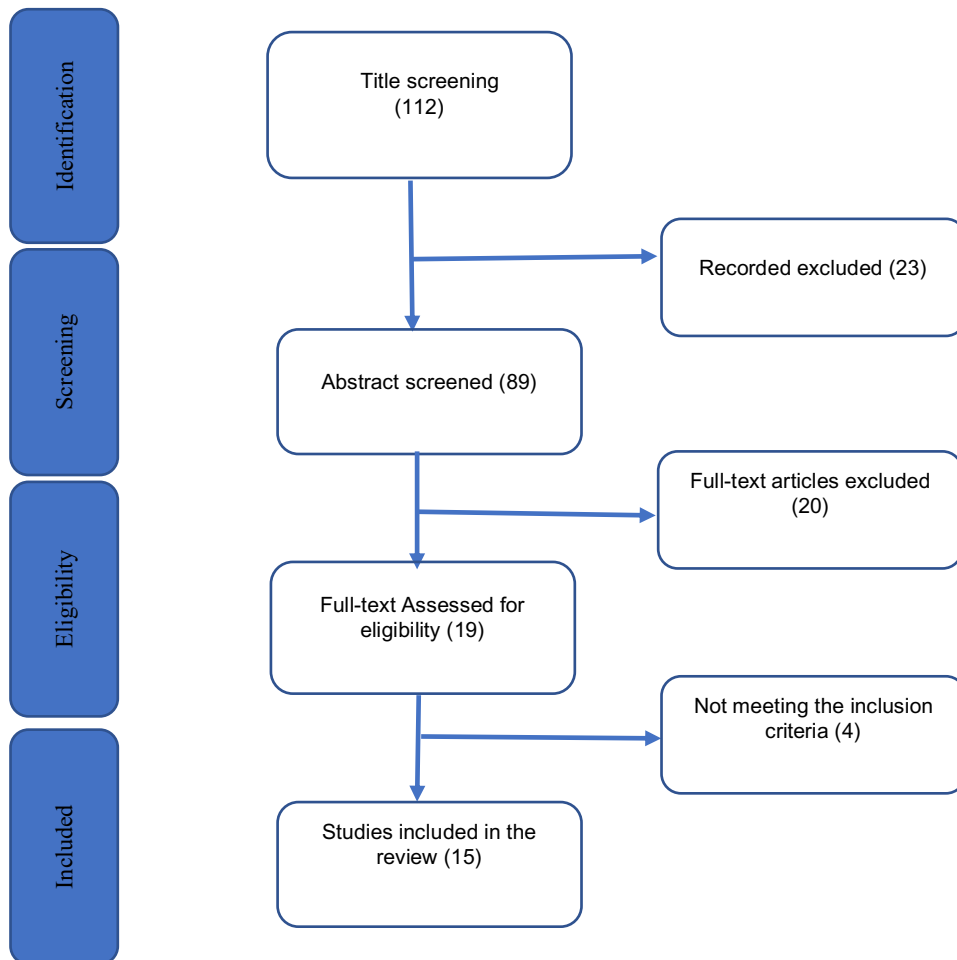 Identification
Title screening
(112)
Recorded excluded (23)
Screening
Abstract screened (89)
Full-text articles excluded
(20)
Eligibility
Full-text Assessed for
eligibility (19)
Not meeting the inclusion
criteria (4)
Included
Studies included in the
review (15)